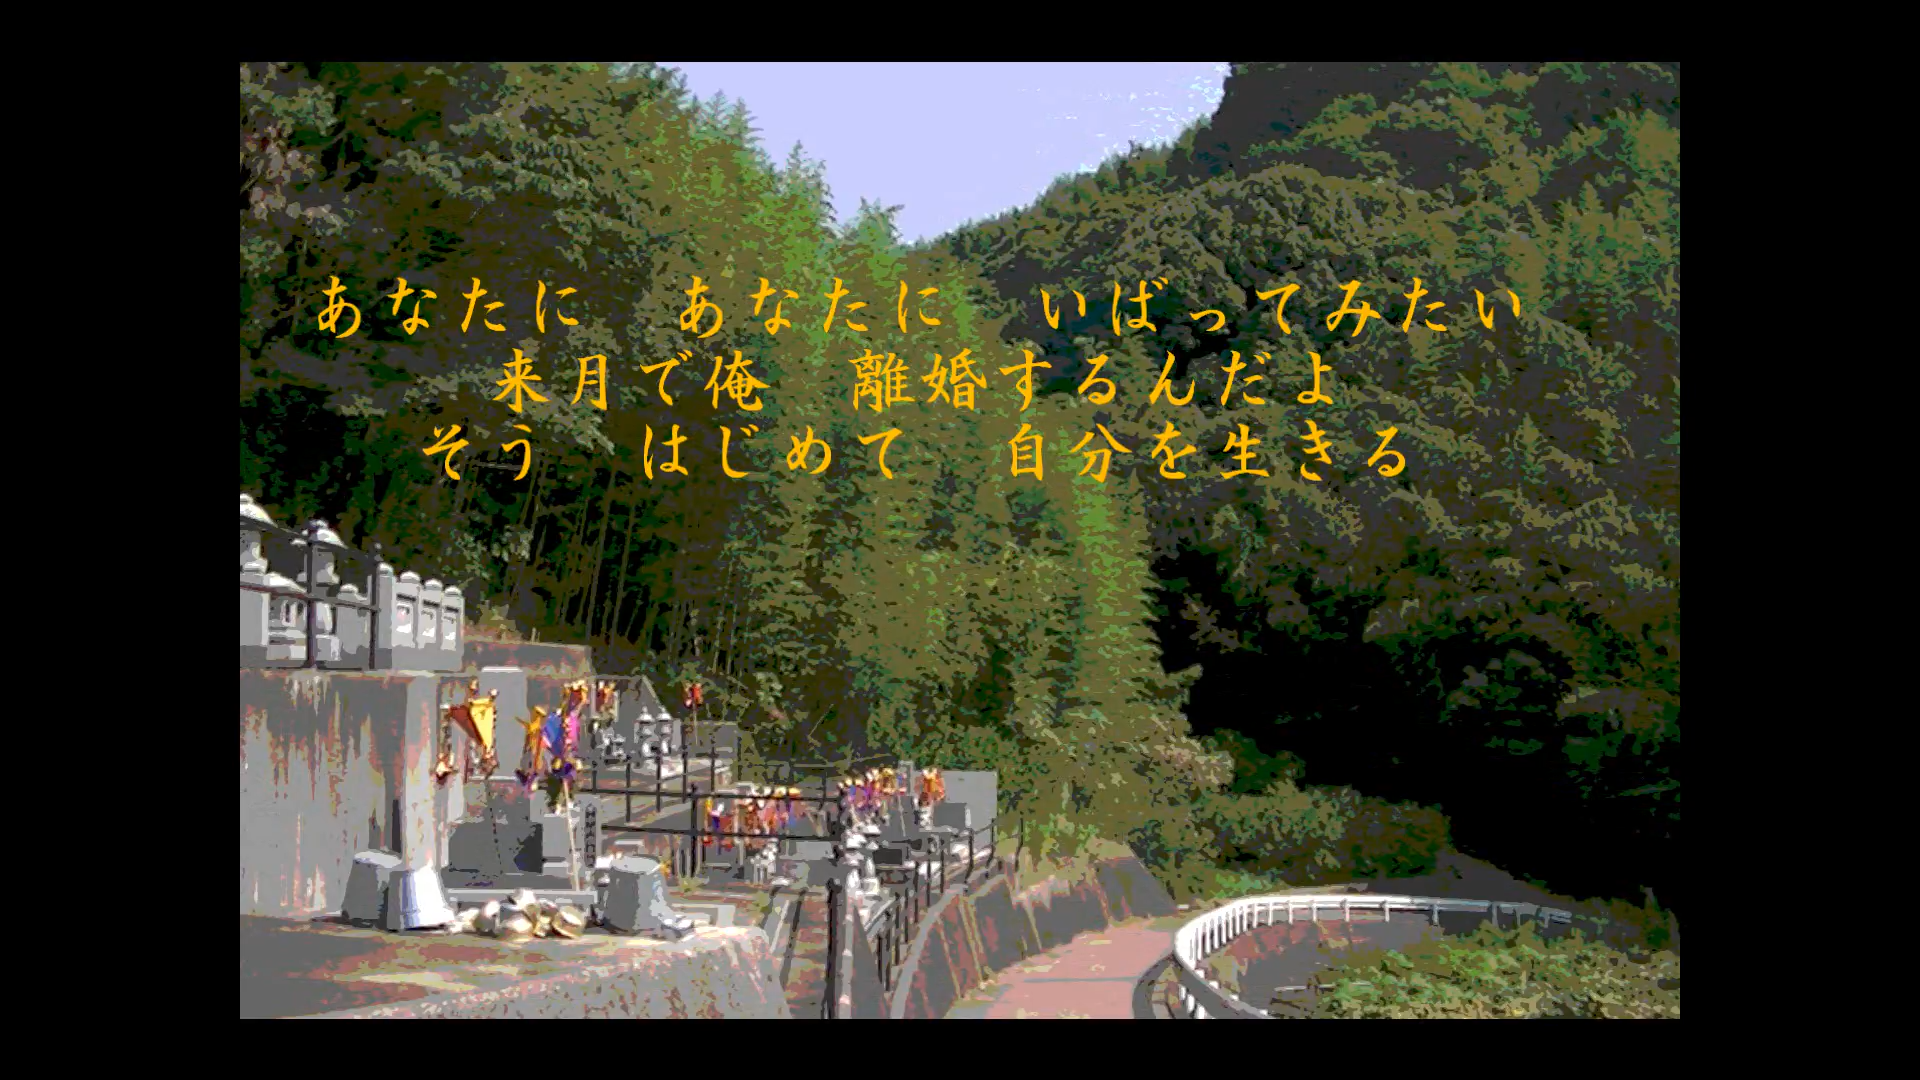 あなたに　あなたに　いばってみたい
来月で俺　離婚するんだよ
そう　はじめて　自分を生きる